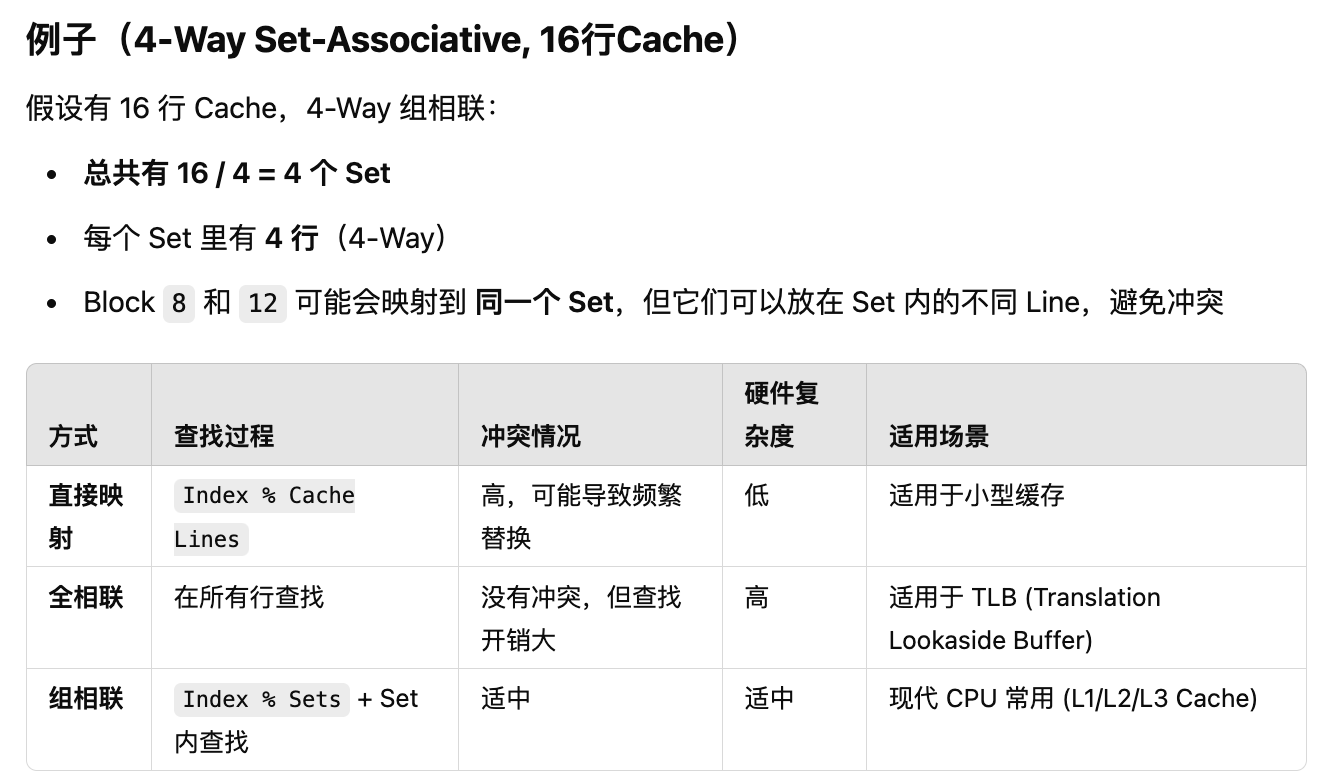 例子（4-Way Set-Associative, 16行Cache）
假设有 16 行 Cache，4-Way 组相联：
• 总共有 16 / 4 = 4 个 Set
• 每个 Set 里有 4 行（4-Way）
• Block 8 和 12 可能会映射到 同一个 Set，但它们可以放在 Set 内的不同 Line，避免冲突
方式 查找过程 冲突情况 硬件复
杂度 适用场景
直接映 Index % Cache 高，可能导致频繁 低 适用于小型缓存
射 Lines 替换
全相联 在所有行查找 没有冲突，但查找 高 适用于 TLB (Translation
开销大 Lookaside Buffer)
组相联 Index % Sets + Set 适中 适中 现代 CPU 常用 (L1/L2/L3 Cache)
内查找